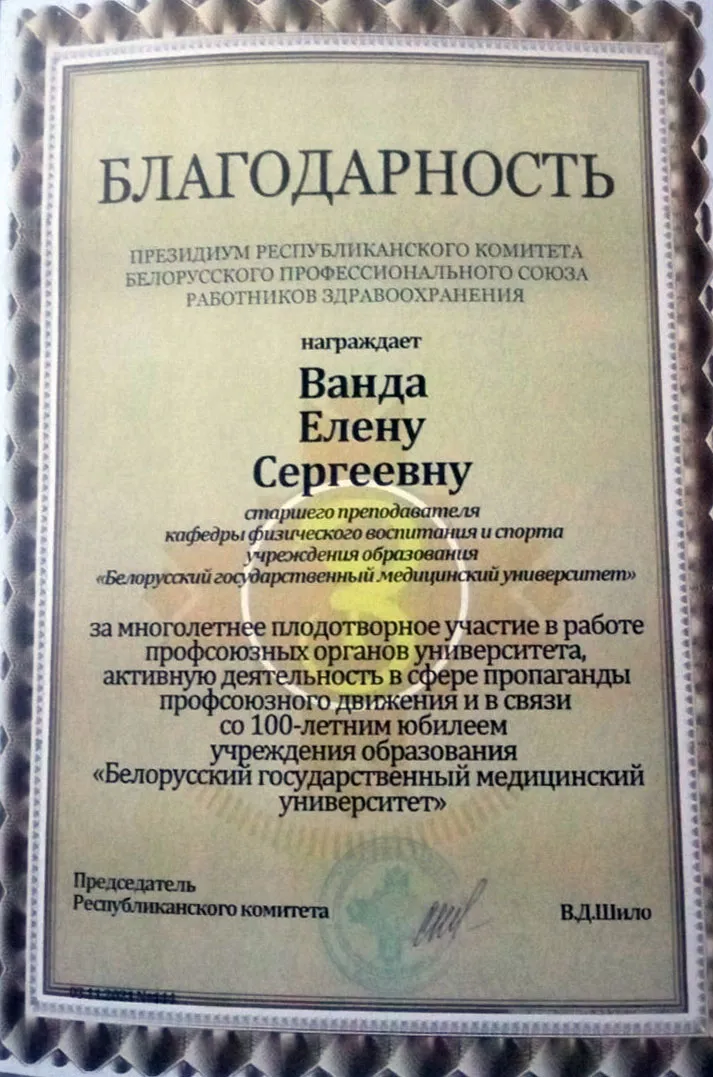 БЛАГОДАРНОСТЬ
ПРЕЗИДИУМ РЕСПУБЛИКАНСКОГО КОМИТЕТА
БЕЛОРУССКОГО ПРОФЕССИОНАЛЬНОГО СОЮЗА
РАБОТНИКОВ ЗДРАВООХРАНЕНИЯ
награждает
Ванда
Елену
Сергеевну
старшего преподавателя
кафедры физического воспитания и спорта
учреждения образования
«Белорусский государственный медицинский университет»
за многолетнее плодотворное участие в работе
профсоюзных органов университета,
активную деятельность в сфере пропаганды
профсоюзного движения и в связи
со 100-летним юбилеем
учреждения образования
«Белорусский государственный медицинский
университет»
Председатель
Республиканского комитета
В.Д.Шило